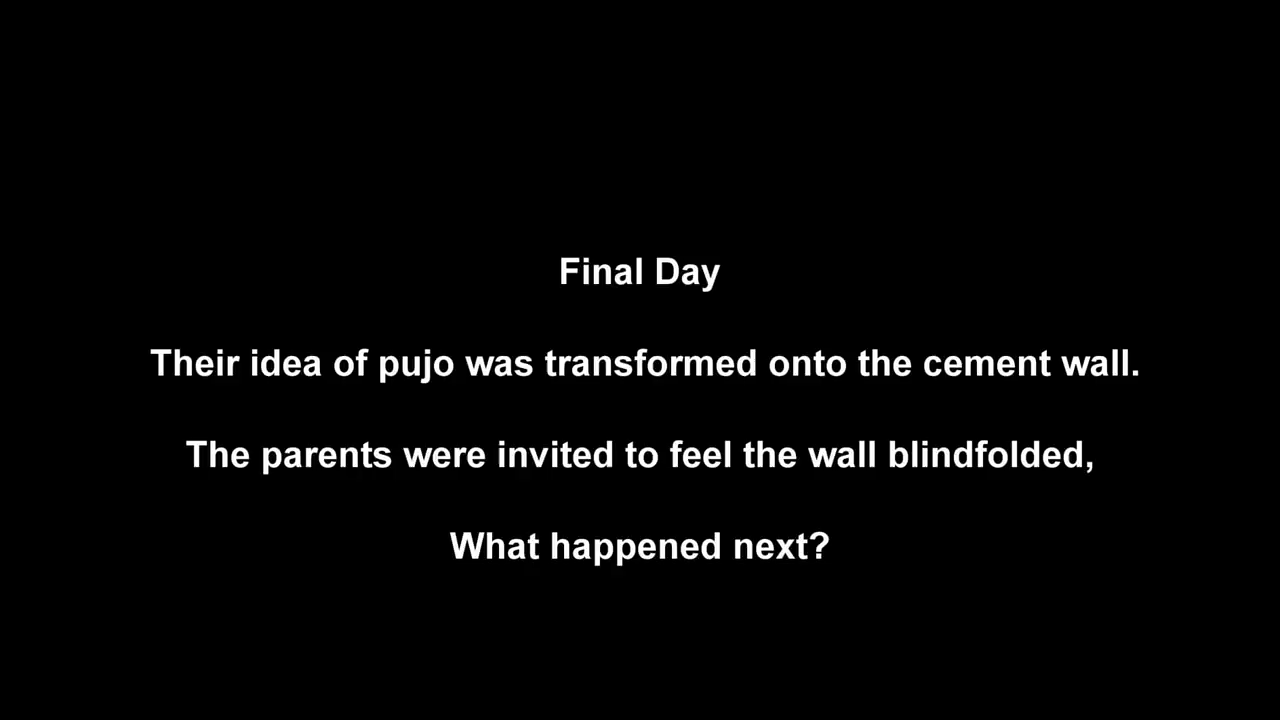 Final Day
Their idea of pujo was transformed onto the cement wall.
The parents were invited to feel the wall blindfolded,
What happened next?